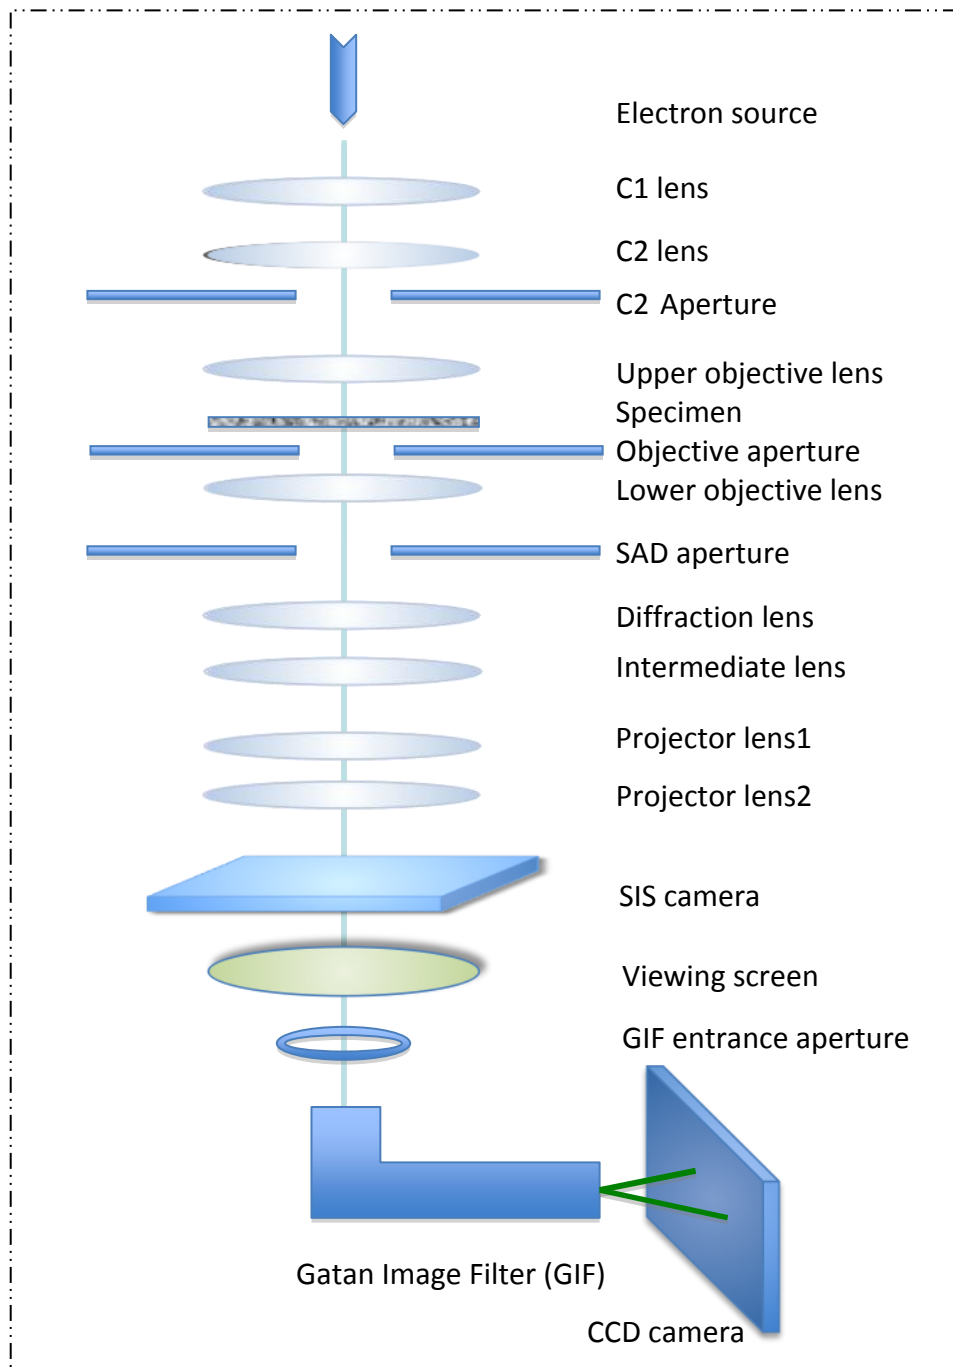 Electron source
C1 lens
C2 lens
C2 Aperture
Upper objective lens
Specimen
Objective aperture
Lower objective lens
SAD aperture
Diffraction lens
Intermediate lens
Projector lens1
Projector lens2
SIS camera
Viewing screen
GIF entrance aperture
Gatan Image Filter (GIF)
CCD camera